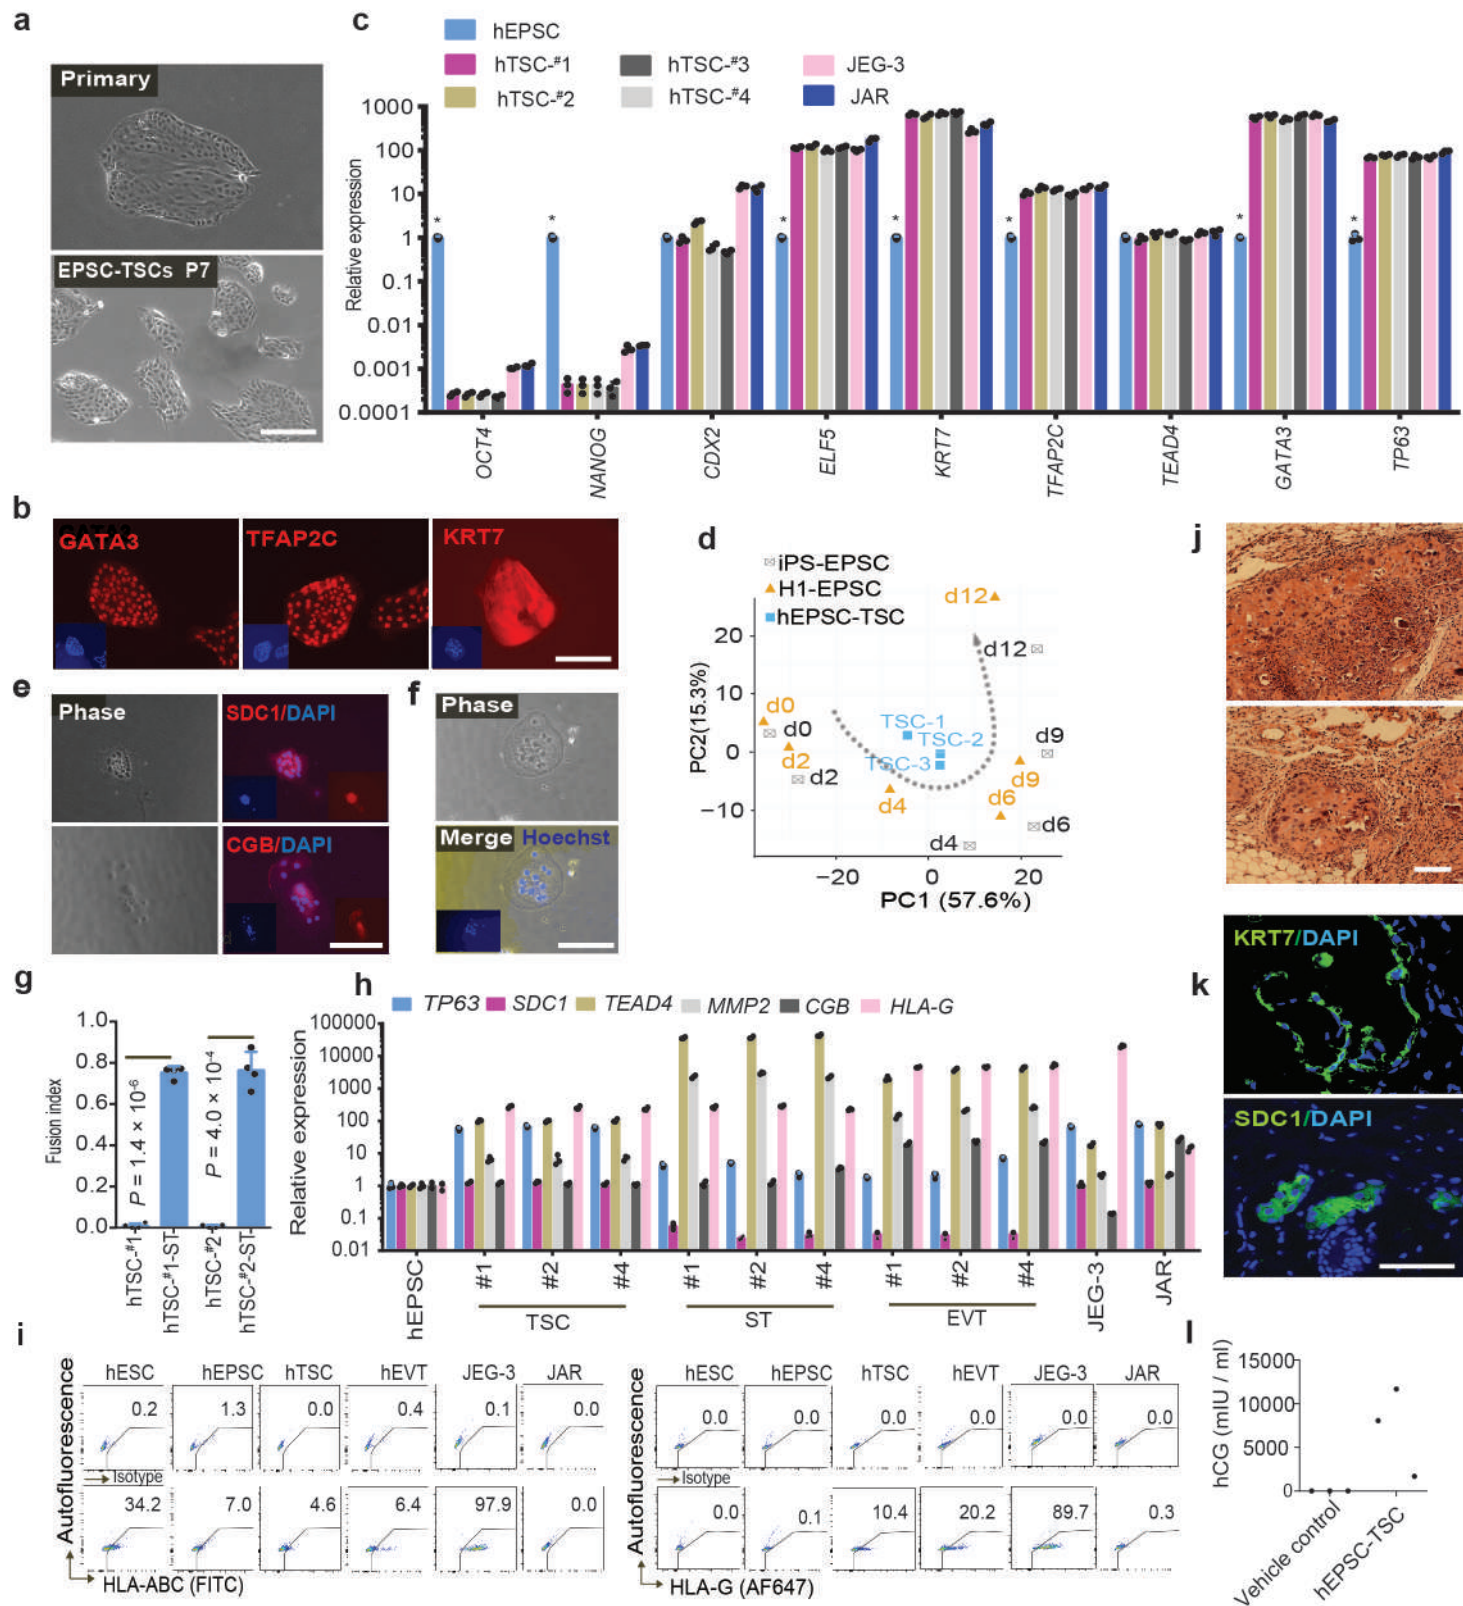 a
Primary
EPSC-TSCs P7
c
hEPSC
hTSC-#1
hTSC-#3
JEG-3
hTSC-#2
hTSC-#4
JAR
Relative expression
1000
100
10
1
0.1
0.01
0.001
0.0001
*
*
*
*
*
*
*
OCT4
NANOG
CDX2
ELF5
KRT7
TFAP2C
TEAD4
GATA3
TP63
b
GATA3
TFAP2C
KRT7
d
iPS-EPSC
H1-EPSC
hEPSC-TSC
PC2(15.3%)
20
10
0
−10
−20
0
20
PC1 (57.6%)
d12
d12
d0
d0
d2
d2
TSC-1
TSC-2
TSC-3
d4
d4
d9
d9
d6
d6
e
Phase
SDC1/DAPI
CGB/DAPI
f
Phase
Merge Hoechst
g
Fusion index
1.0
0.8
0.6
0.4
0.2
0.0
P = 1.4 × 10⁻⁶
P = 4.0 × 10⁻⁴
hTSC-#1
hTSC-#1-ST
hTSC-#2
hTSC-#2-ST
h
TP63
SDC1
TEAD4
MMP2
CGB
HLA-G
Relative expression
100000
10000
1000
100
10
1
0.1
0.01
hEPSC
#1
#2
#4
TSC
#1
#2
#4
ST
#1
#2
#4
EVT
JEG-3
JAR
i
Autofluorescence
hESC
hEPSC
hTSC
hEVT
JEG-3
JAR
0.2
1.3
0.0
0.4
0.1
Isotype
34.2
7.0
4.6
6.4
97.9
0.0
HLA-ABC (FITC)
Autofluorescence
hESC
hEPSC
hTSC
hEVT
JEG-3
JAR
0.0
0.0
0.0
0.0
0.0
0.0
Isotype
0.0
0.1
10.4
20.2
89.7
0.3
HLA-G (AF647)
j
k
KRT7/DAPI
SDC1/DAPI
l
hCG (mIU / ml)
15000
10000
5000
0
Vehicle control
hEPSC-TSC